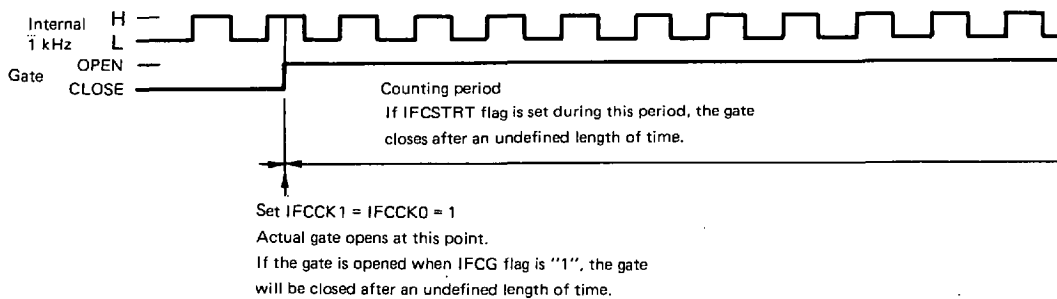 Internal
1 kHz
H
L
Gate
OPEN
CLOSE
Counting period
If IFCSTRT flag is set during this period, the gate
closes after an undefined length of time.
Set IFCCK1 = IFCCK0 = 1
Actual gate opens at this point.
If the gate is opened when IFCG flag is "1", the gate
will be closed after an undefined length of time.